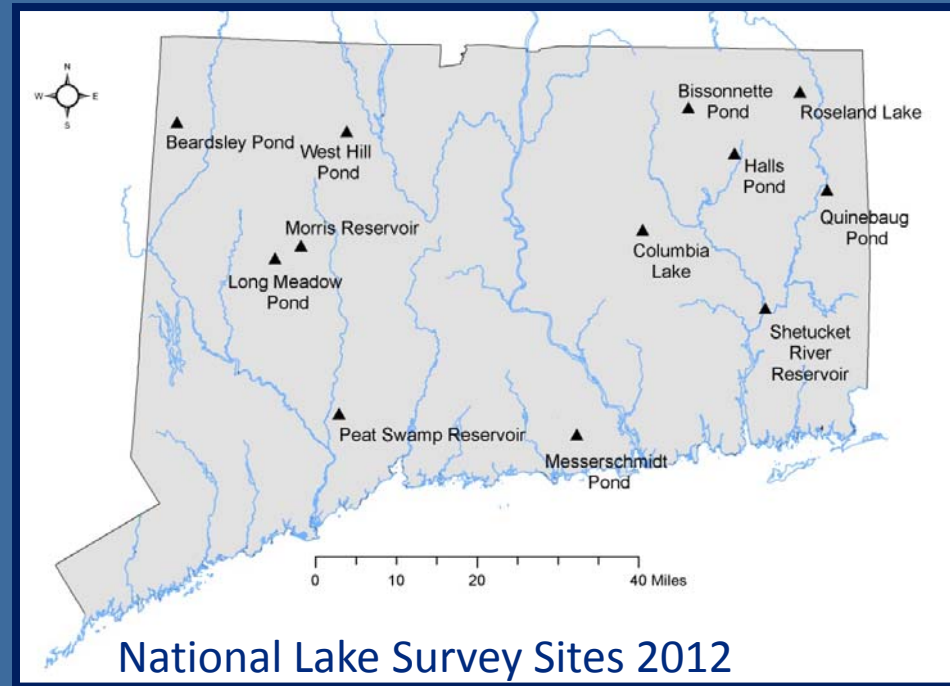 N
W E
S
Beardsley Pond
West Hill
Pond
Bissonnette
Pond
Roseland Lake
Halls
Pond
Quinebaug
Pond
Morris Reservoir
Long Meadow
Pond
Columbia
Lake
Shetucket
River
Reservoir
Peat Swamp Reservoir
Messerschmidt
Pond
0 10 20 40 Miles
National Lake Survey Sites 2012